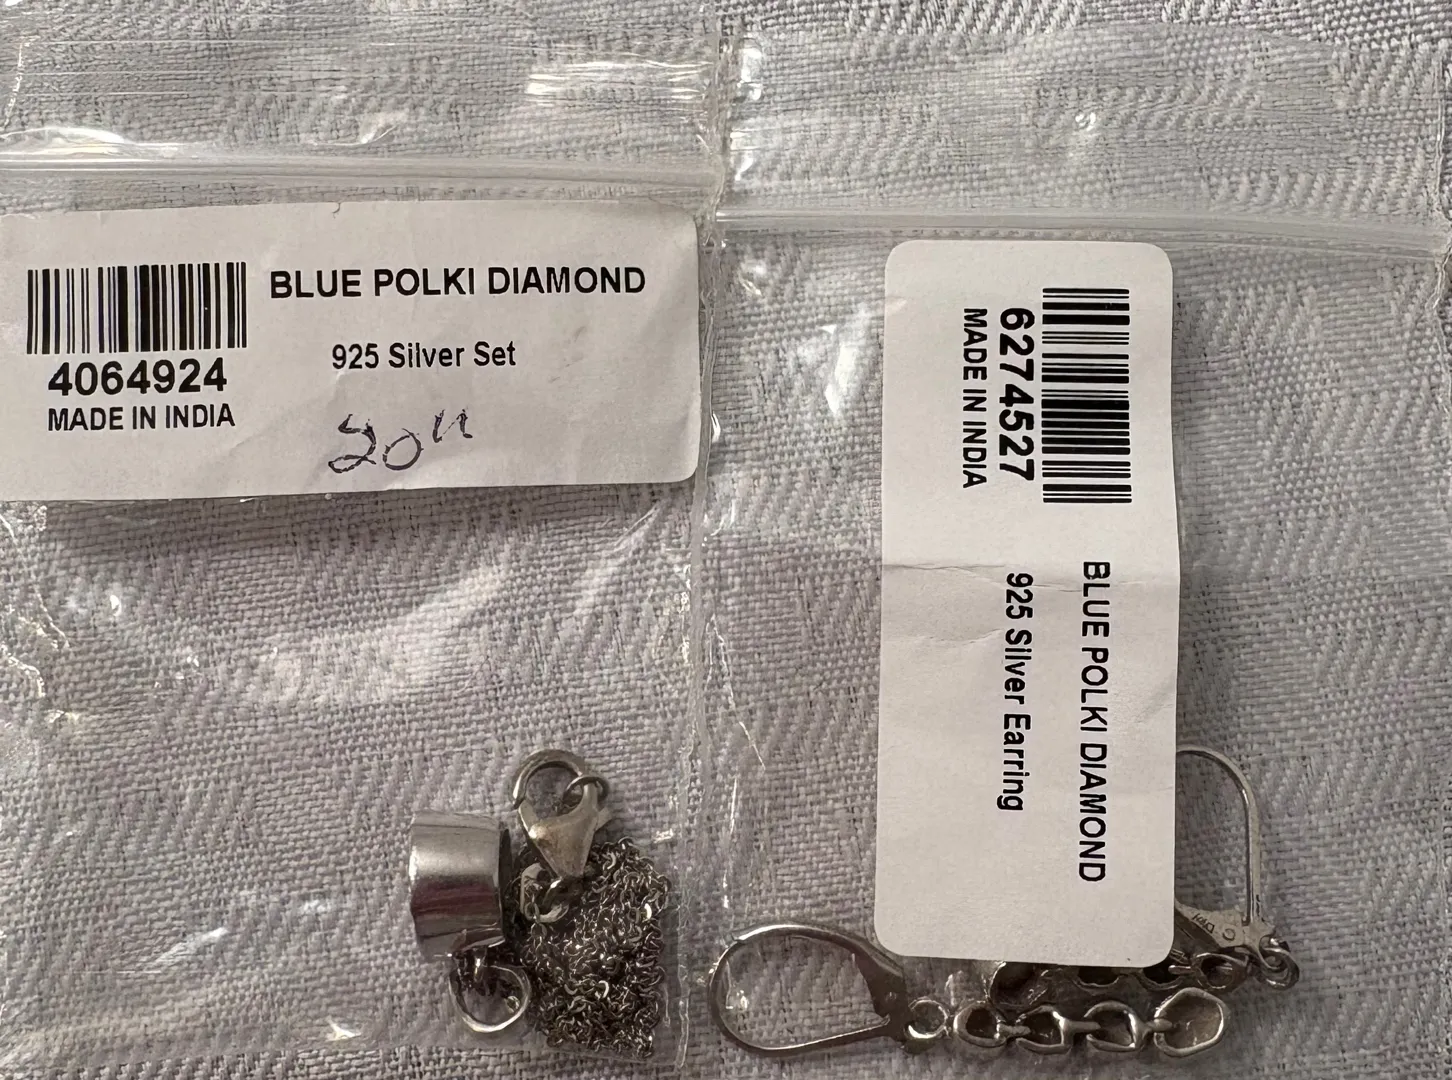 BLUE POLKI DIAMOND
925 Silver Set
4064924
MADE IN INDIA
20"
BLUE POLKI DIAMOND
925 Silver Earring
6274527
MADE IN INDIA